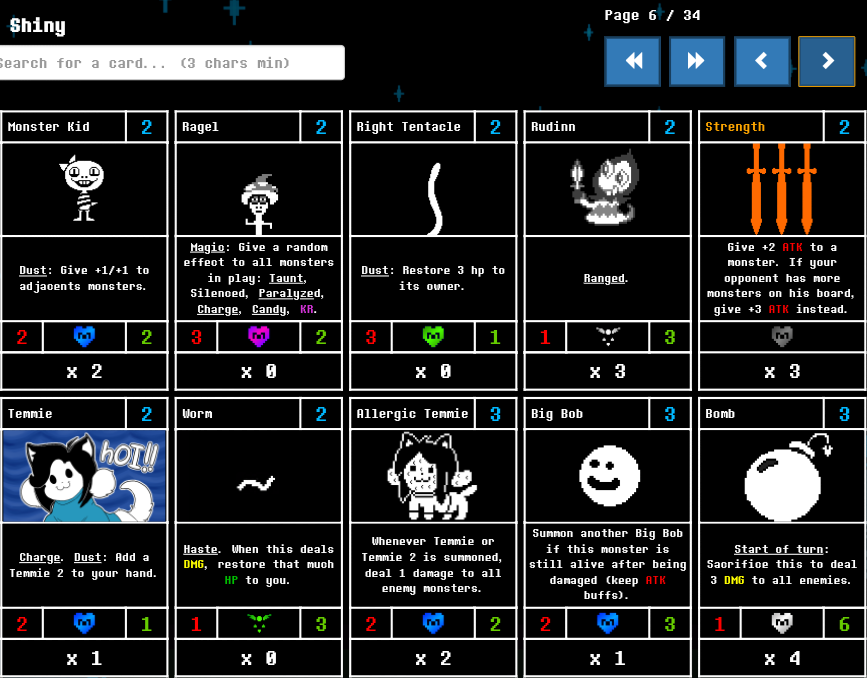 Shiny
Page 6 / 34
Search for a card... (3 chars min)
Monster Kid 2
Dust: Give +1/+1 to
adjacents monsters.
2 2
x 2
Ragel 2
Magic: Give a random
effect to all monsters
in play: Taunt,
Silenced, Paralyzed,
Charge, Candy, KR.
3 2
x 0
Right Tentacle 2
Dust: Restore 3 hp to
its owner.
3 1
x 0
Rudinn 2
Ranged.
1 3
x 3
Strength 2
Give +2 ATK to a
monster. If your
opponent has more
monsters on his board,
give +3 ATK instead.
x 3
Temmie 2
hOI!!
Charge. Dust: Add a
Temmie 2 to your hand.
2 1
x 1
Worm 2
Haste. When this deals
DMG, restore that much
HP to you.
1 3
x 0
Allergic Temmie 3
Whenever Temmie or
Temmie 2 is summoned,
deal 1 damage to all
enemy monsters.
2 2
x 2
Big Bob 3
Summon another Big Bob
if this monster is
still alive after being
damaged (keep ATK
buffs).
2 3
x 1
Bomb 3
Start of turn:
Sacrifice this to deal
3 DMG to all enemies.
1 6
x 4